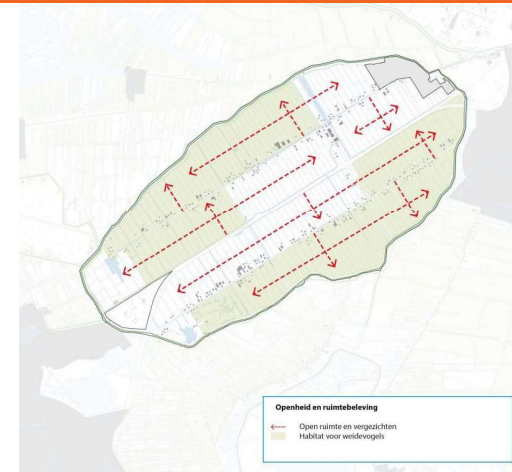 Openheid en ruimtebeleving
Open ruimte en vergezichten
Habitat voor weidevogels